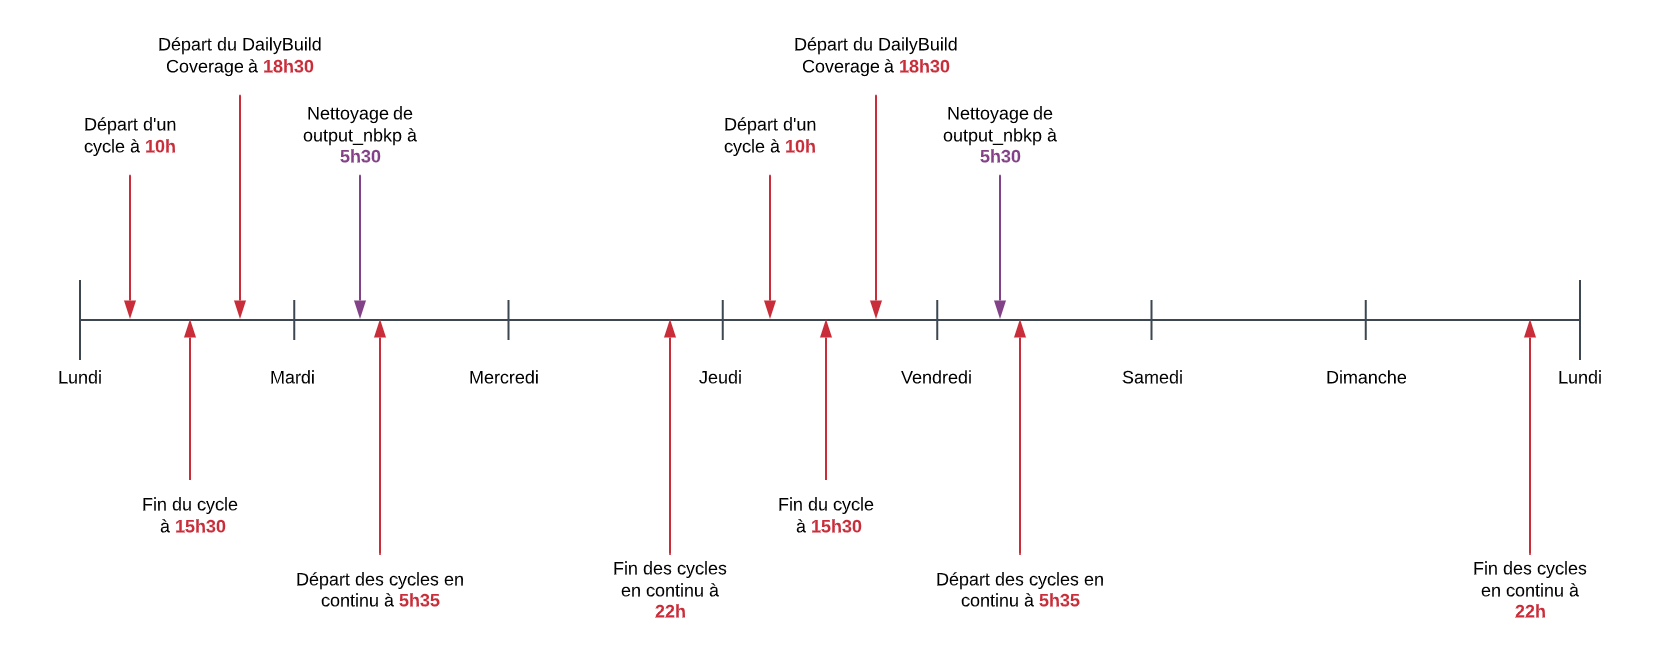 Départ du DailyBuild
Coverage à 18h30
Départ du DailyBuild
Coverage à 18h30
Départ d'un
cycle à 10h
Nettoyage de
output_nbkp à
5h30
Départ d'un
cycle à 10h
Nettoyage de
output_nbkp à
5h30
Lundi
Mardi
Mercredi
Jeudi
Vendredi
Samedi
Dimanche
Lundi
Fin du cycle
à 15h30
Départ des cycles en
continu à 5h35
Fin des cycles
en continu à
22h
Fin du cycle
à 15h30
Départ des cycles en
continu à 5h35
Fin des cycles
en continu à
22h